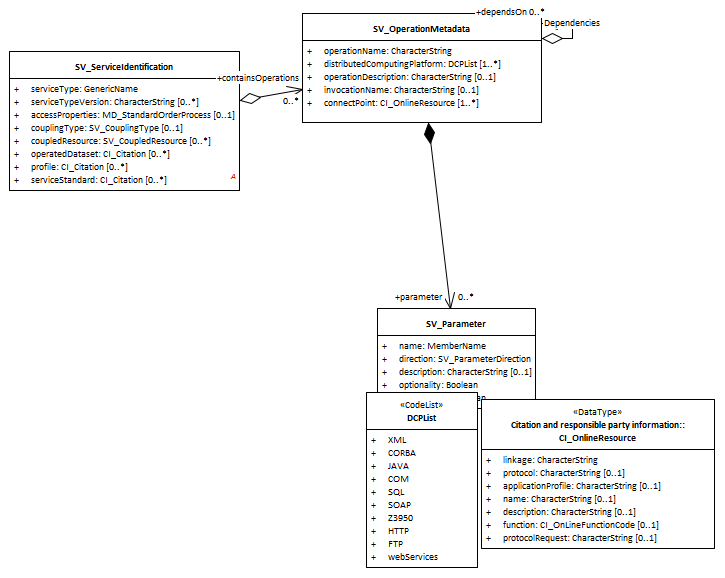 +dependsOn 0..*
-Dependencies
SV_OperationMetadata
+ operationName: CharacterString
+ distributedComputingPlatform: DCPList [1..*]
+ operationDescription: CharacterString [0..1]
+ invocationName: CharacterString [0..1]
+ connectPoint: CI_OnlineResource [1..*]
SV_ServiceIdentification
+ serviceType: GenericName
+ serviceTypeVersion: CharacterString [0..*]
+ accessProperties: MD_StandardOrderProcess [0..1]
+ couplingType: SV_CouplingType [0..1]
+ coupledResource: SV_CoupledResource [0..*]
+ operatedDataset: CI_Citation [0..*]
+ profile: CI_Citation [0..*]
+ serviceStandard: CI_Citation [0..*]
A
+containsOperations
0..*
+parameter 0..*
SV_Parameter
+ name: MemberName
+ direction: SV_ParameterDirection
+ description: CharacterString [0..1]
+ optionality: Boolean
an
«CodeList»
DCPList
+ XML
+ CORBA
+ JAVA
+ COM
+ SQL
+ SOAP
+ Z3950
+ HTTP
+ FTP
+ webServices
«DataType»
Citation and responsible party information::
CI_OnlineResource
+ linkage: CharacterString
+ protocol: CharacterString [0..1]
+ applicationProfile: CharacterString [0..1]
+ name: CharacterString [0..1]
+ description: CharacterString [0..1]
+ function: CI_OnLineFunctionCode [0..1]
+ protocolRequest: CharacterString [0..1]